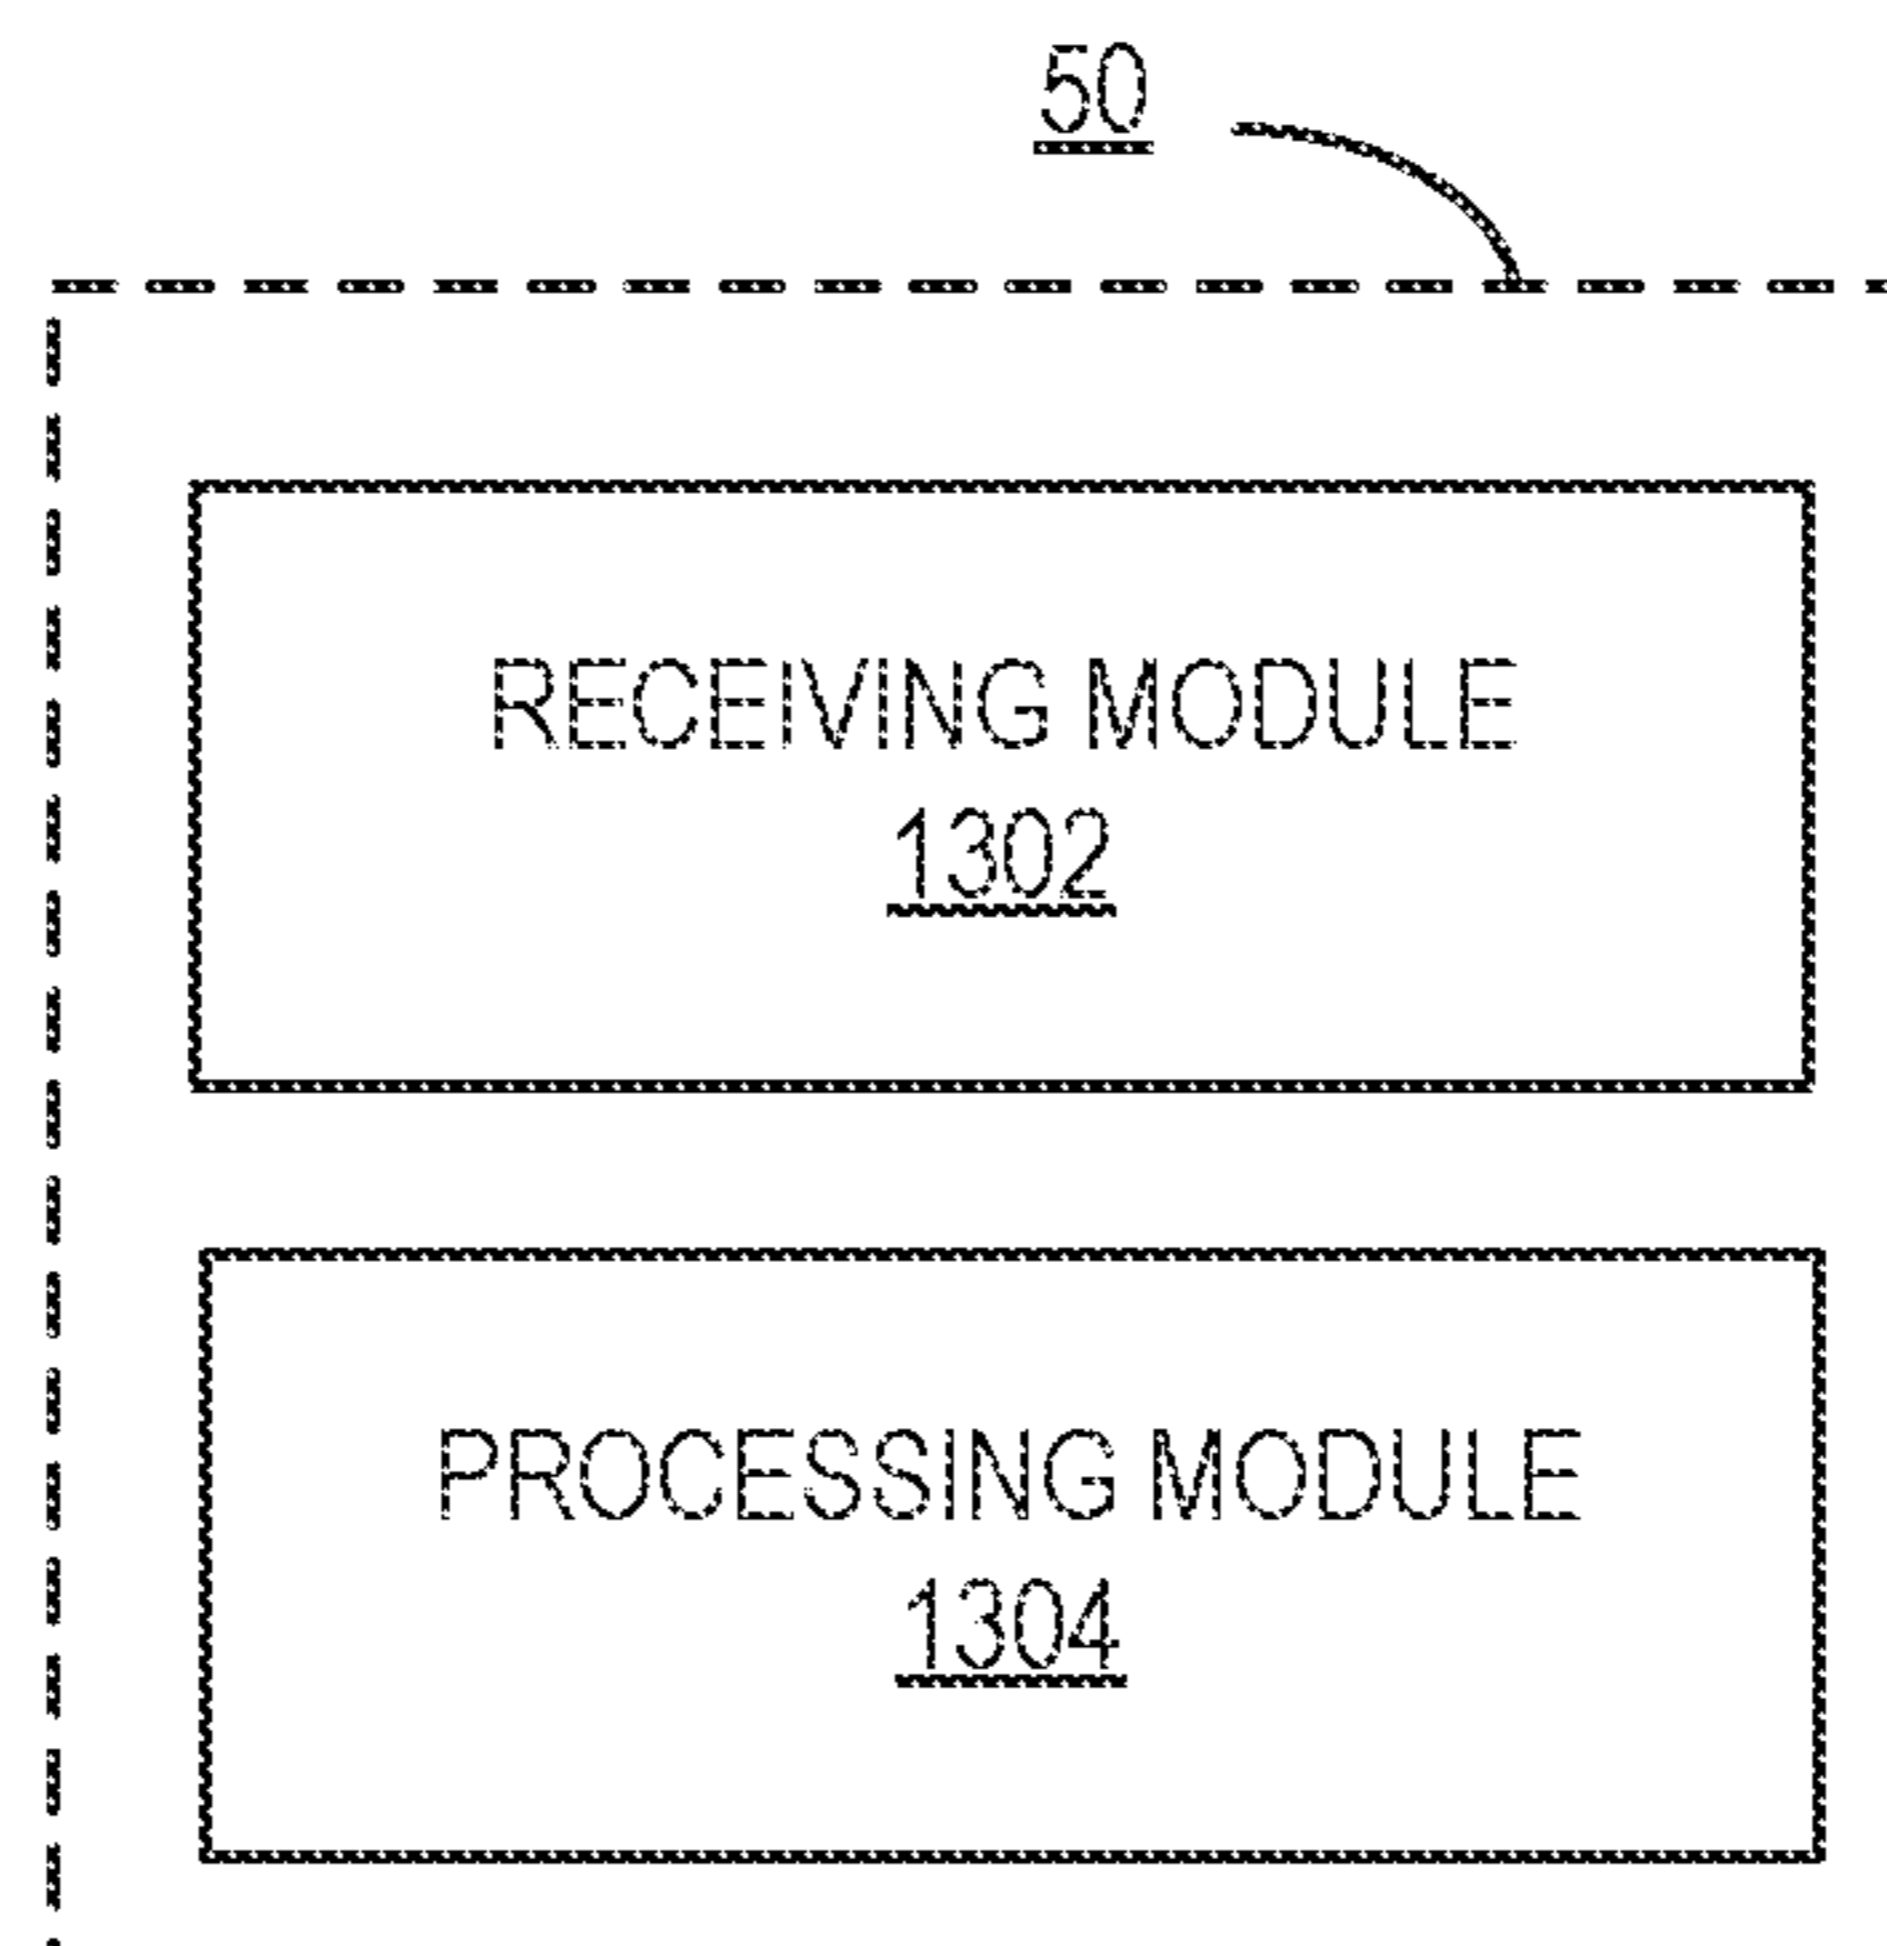 50
RECEIVING MODULE
1302
PROCESSING MODULE
1304